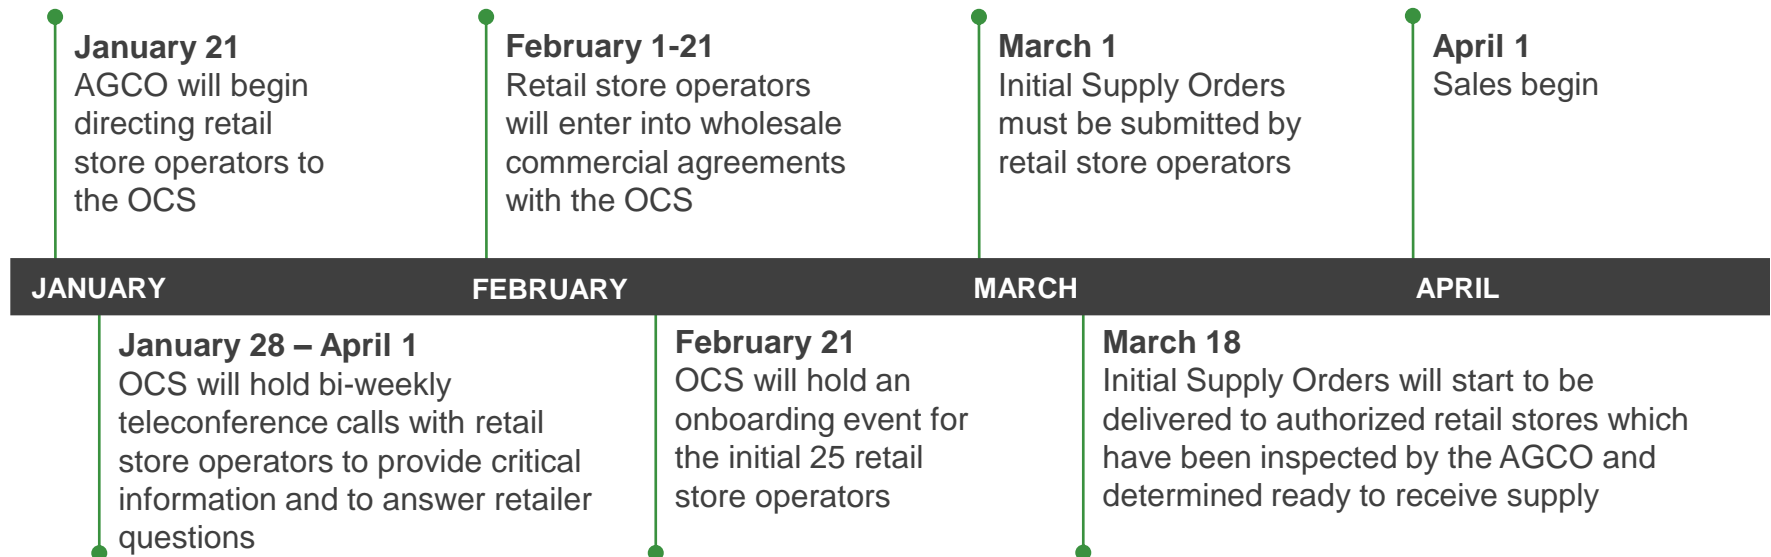 January 21
AGCO will begin
directing retail
store operators to
the OCS
February 1-21
Retail store operators
will enter into wholesale
commercial agreements
with the OCS
March 1
Initial Supply Orders
must be submitted by
retail store operators
April 1
Sales begin
JANUARY
FEBRUARY
MARCH
APRIL
January 28 – April 1
OCS will hold bi-weekly
teleconference calls with retail
store operators to provide critical
information and to answer retailer
questions
February 21
OCS will hold an
onboarding event for
the initial 25 retail
store operators
March 18
Initial Supply Orders will start to be
delivered to authorized retail stores which
have been inspected by the AGCO and
determined ready to receive supply